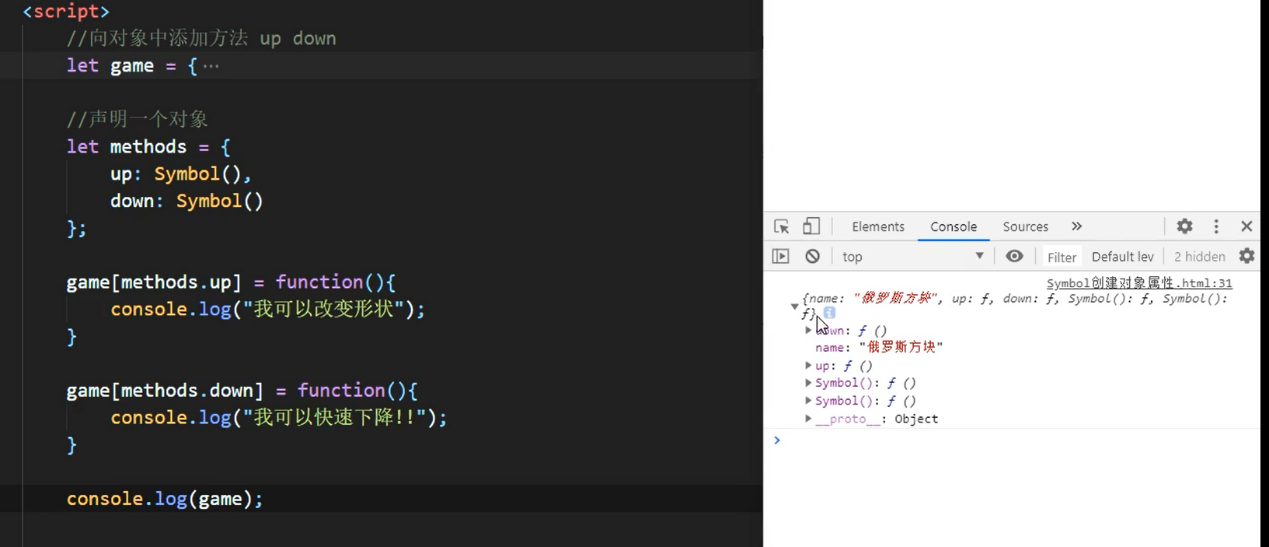 <script>
//向对象中添加方法 up down
let game = {···
//声明一个对象
let methods = {
up: Symbol(),
down: Symbol()
};
game[methods.up] = function(){
console.log("我可以改变形状");
}
game[methods.down] = function(){
console.log("我可以快速下降!!");
}
console.log(game);
Elements Console Sources »
top Filter Default lev 2 hidden
Symbol创建对象属性.html:31
{name: "俄罗斯方块", up: ƒ, down: ƒ, Symbol(): ƒ, Symbol():
ƒ}
down: ƒ ()
name: "俄罗斯方块"
up: ƒ ()
Symbol(): ƒ ()
Symbol(): ƒ ()
__proto__: Object